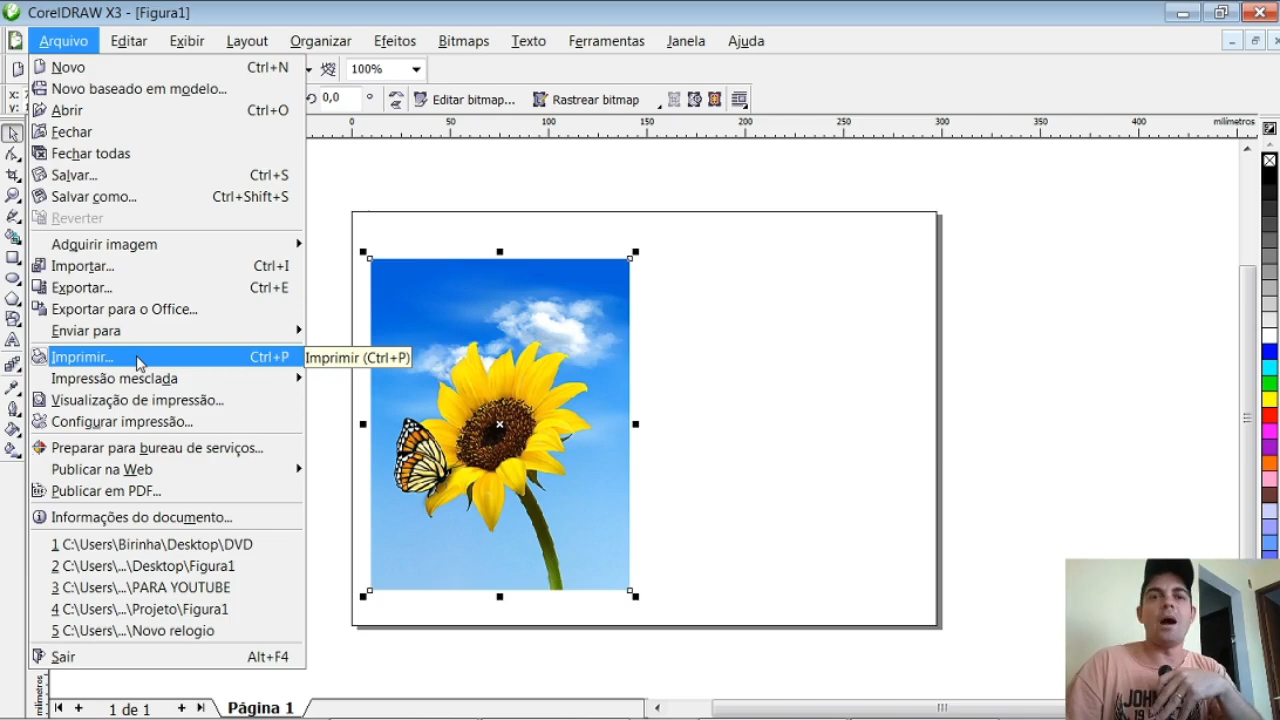 CorelDRAW X3 - [Figura1]
Arquivo Editar Exibir Layout Organizar Efeitos Bitmaps Texto Ferramentas Janela Ajuda
100%
x:
y:
0,0 ° Editar bitmap... Rastrear bitmap
0 50 100 150 200 250 300 350 400 milímetros
Novo Ctrl+N
Novo baseado em modelo...
Abrir Ctrl+O
Fechar
Fechar todas
Salvar... Ctrl+S
Salvar como... Ctrl+Shift+S
Reverter
Adquirir imagem
Importar... Ctrl+I
Exportar... Ctrl+E
Exportar para o Office...
Enviar para
Imprimir... Ctrl+P
Imprimir (Ctrl+P)
Impressão mesclada
Visualização de impressão...
Configurar impressão...
Preparar para bureau de serviços...
Publicar na Web
Publicar em PDF...
Informações do documento...
1 C:\Users\Birinha\Desktop\DVD
2 C:\Users\...\Desktop\Figura1
3 C:\Users\...\PARA YOUTUBE
4 C:\Users\...\Projeto\Figura1
5 C:\Users\...\Novo relogio
Sair Alt+F4
milímetros
1 de 1 Página 1